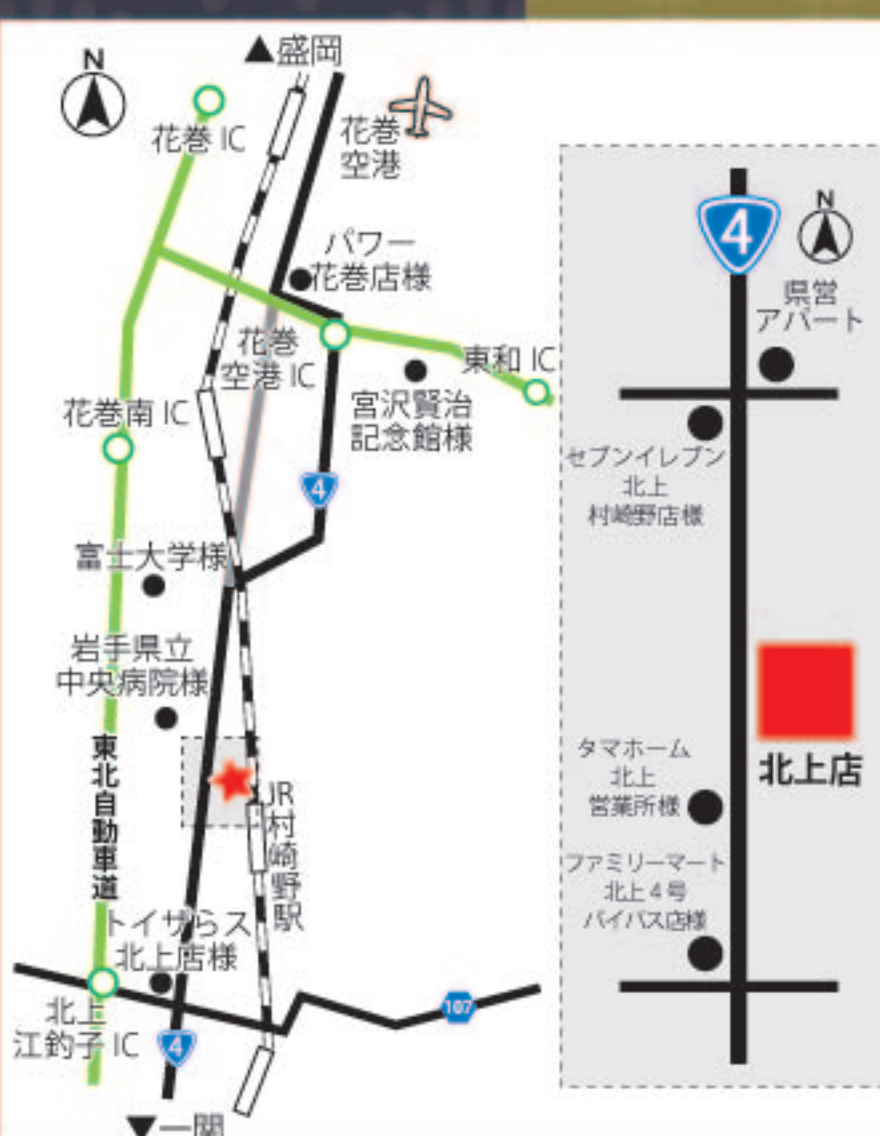 N
▲盛岡
花巻 IC
花巻
空港
パワー
花巻店様
花巻
空港 IC
東和 IC
宮沢賢治
記念館様
花巻南 IC
4
富士大学様
岩手県立
中央病院様
東北自動車道
JR村崎野駅
トイザらス
北上店様
北上
江釣子 IC
4
107
▼一関
4
N
県営
アパート
セブンイレブン
北上
村崎野店様
北上店
タマホーム
北上
営業所様
ファミリーマート
北上4号
バイパス店様